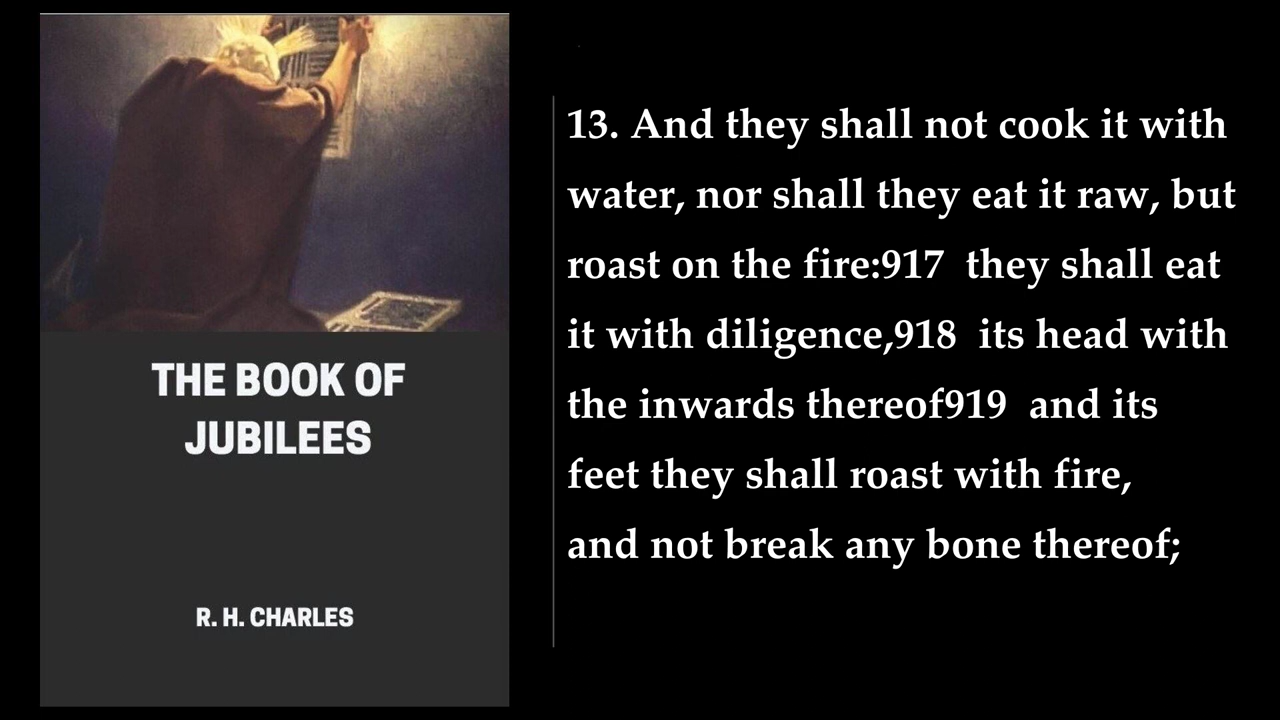 THE BOOK OF
JUBILEES
R. H. CHARLES
13. And they shall not cook it with
water, nor shall they eat it raw, but
roast on the fire:917  they shall eat
it with diligence,918  its head with
the inwards thereof919  and its
feet they shall roast with fire,
and not break any bone thereof;